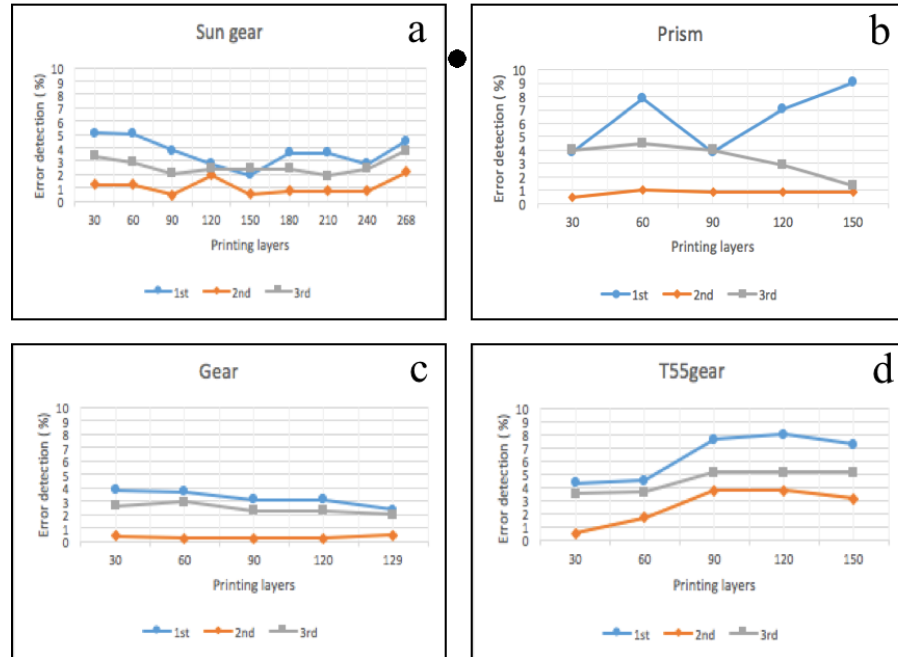 Sun gear
a
Error detection ( %)
10
9
8
7
6
5
4
3
2
1
0
30 60 90 120 150 180 210 240 268
Printing layers
1st 2nd 3rd
Prism
b
Error detection ( %)
10
9
8
7
6
5
4
3
2
1
0
30 60 90 120 150
Printing layers
1st 2nd 3rd
Gear
c
Error detection ( %)
10
9
8
7
6
5
4
3
2
1
0
30 60 90 120 129
Printing layers
1st 2nd 3rd
T55gear
d
Error detection ( %)
10
9
8
7
6
5
4
3
2
1
0
30 60 90 120 150
Printing layers
1st 2nd 3rd